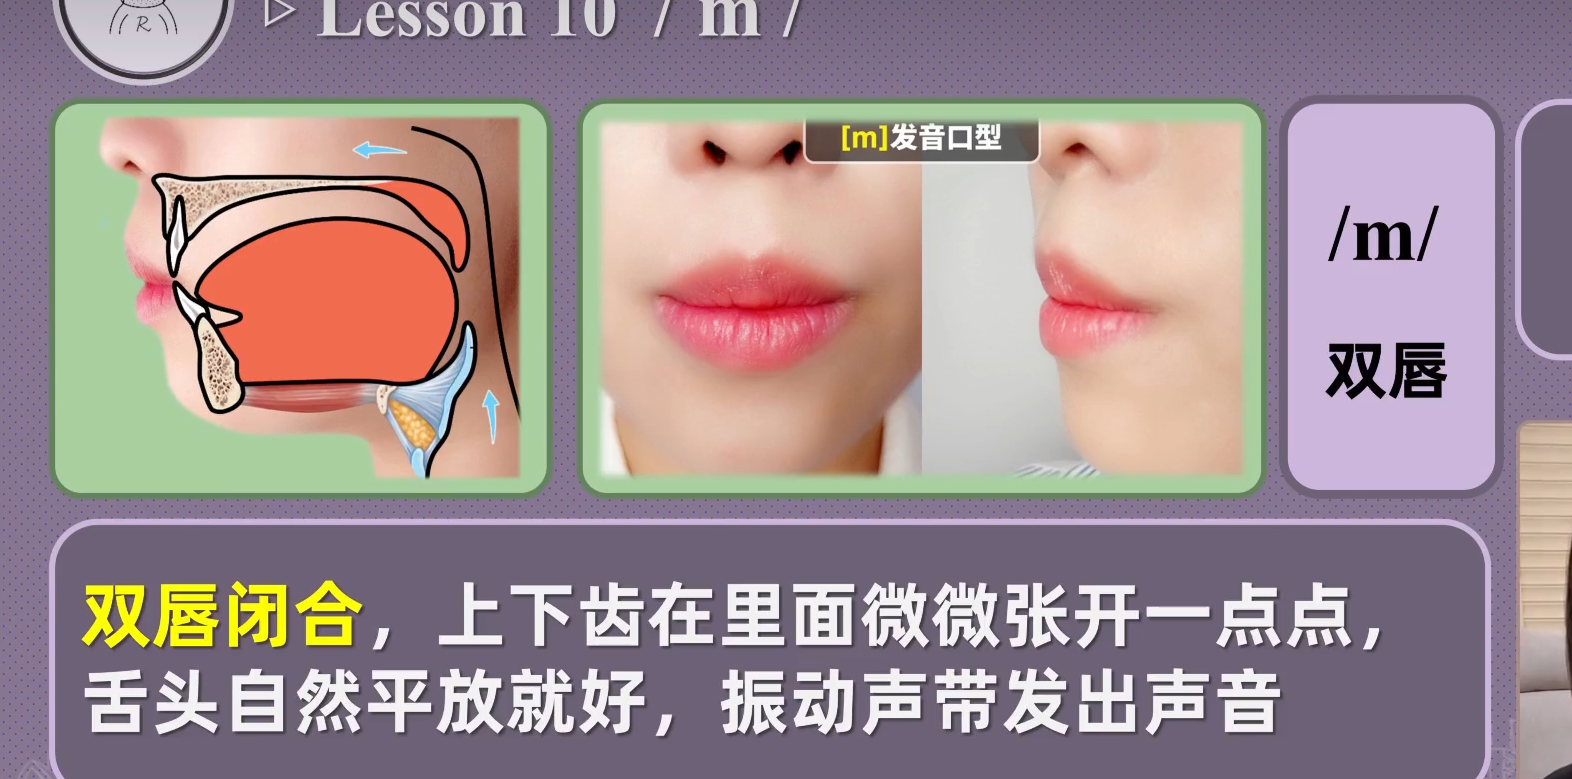 R
▷ Lesson 10 / m /
[m]发音口型
/m/
双唇
双唇闭合，上下齿在里面微微张开一点点，
舌头自然平放就好，振动声带发出声音